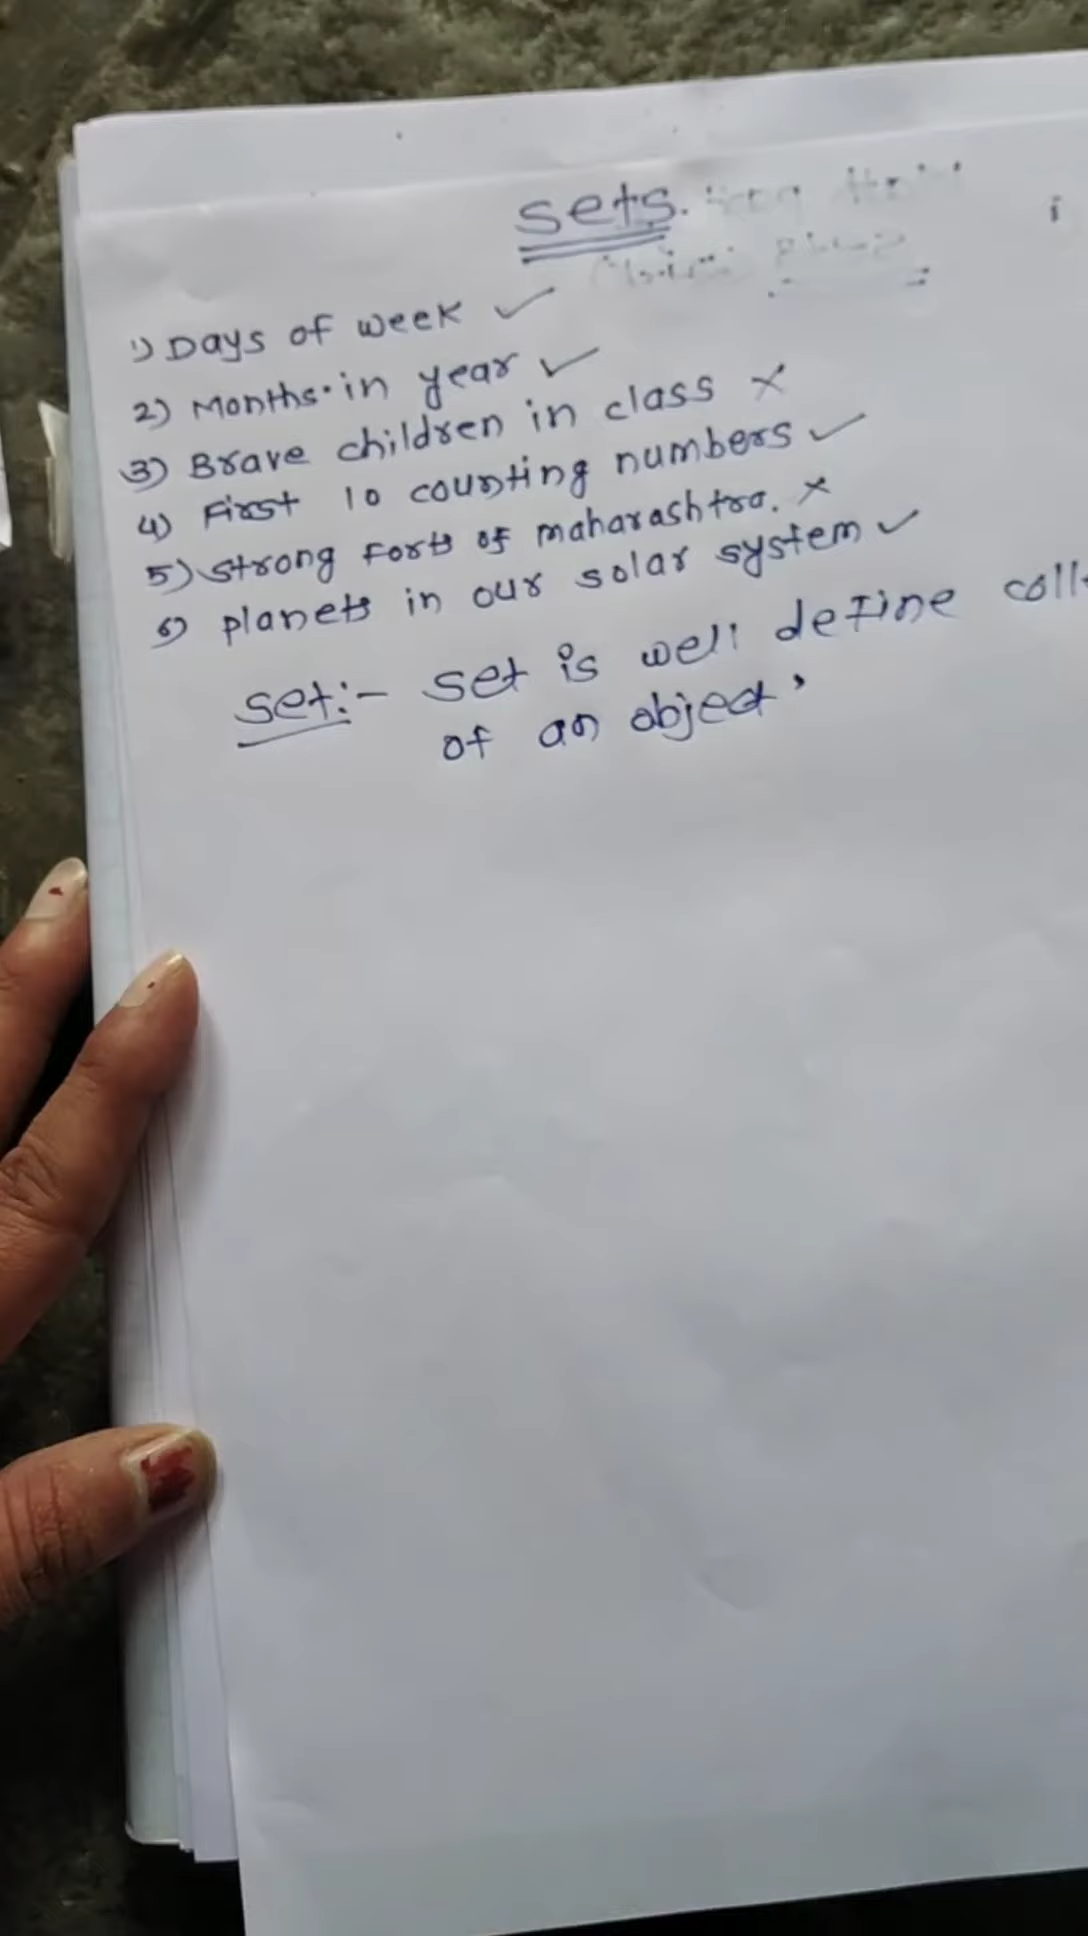 Sets.
1) Days of week ✓
2) Months in year ✓
3) Brave children in class ×
4) First 10 counting numbers ✓
5) strong forts of maharashtra. ×
6) planets in our solar system ✓
set:- set is well define coll
of an object'